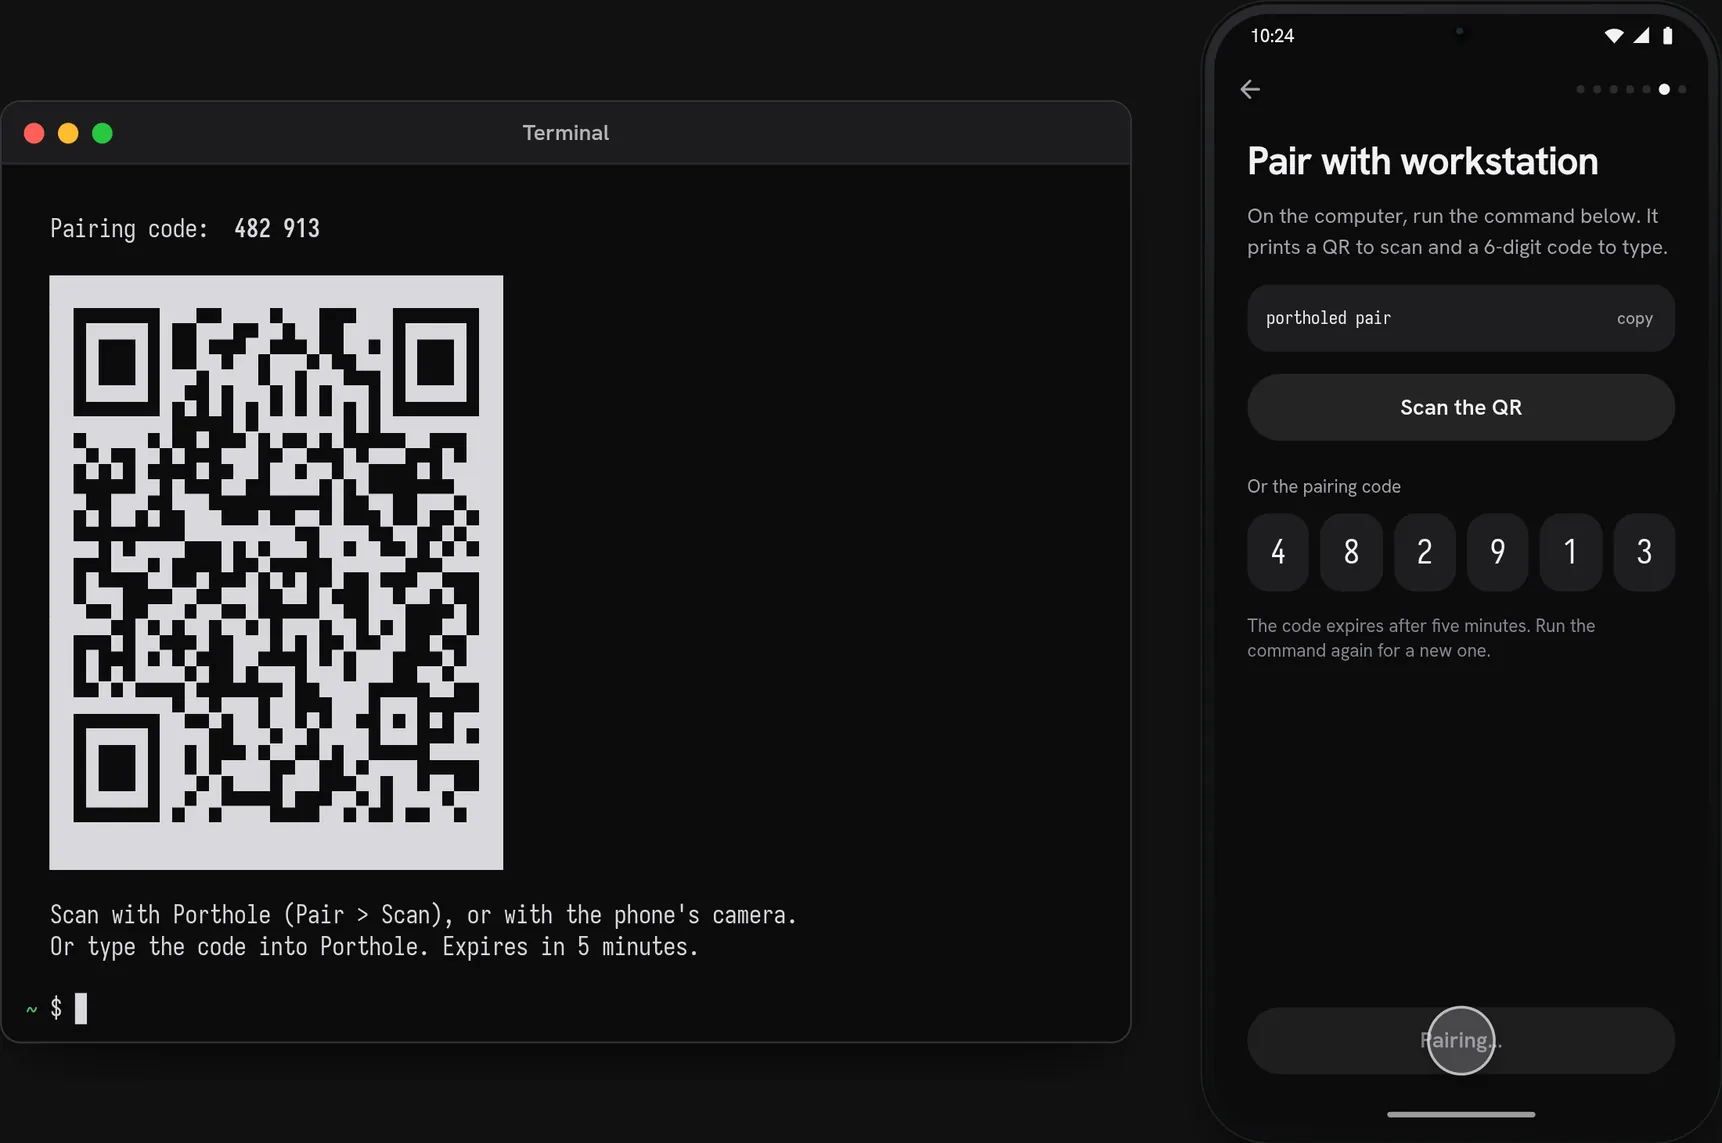 Terminal
Pairing code: 482 913
Scan with Porthole (Pair > Scan), or with the phone's camera.
Or type the code into Porthole. Expires in 5 minutes.
~ $
10:24
Pair with workstation
On the computer, run the command below. It
prints a QR to scan and a 6-digit code to type.
portholed pair copy
Scan the QR
Or the pairing code
4 8 2 9 1 3
The code expires after five minutes. Run the
command again for a new one.
Pairing...